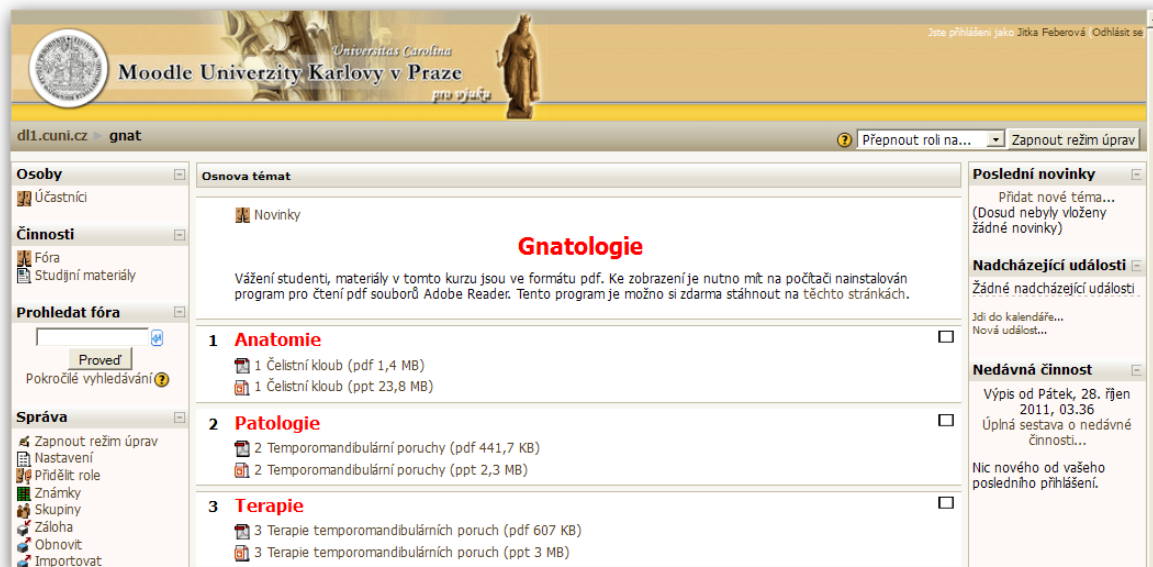 Jste přihlášeni jako Jitka Feberová (Odhlásit se
Universitas Carolina
Moodle Univerzity Karlovy v Praze
pro výuku
dl1.cuni.cz ► gnat
Přepnout roli na...
Zapnout režim úprav
Osoby
Účastníci
Činnosti
Fóra
Studijní materiály
Prohledat fóra
Proveď
Pokročilé vyhledávání
Správa
Zapnout režim úprav
Nastavení
Přidělit role
Známky
Skupiny
Záloha
Obnovit
Importovat
Osnova témat
Novinky
Gnatologie
Vážení studenti, materiály v tomto kurzu jsou ve formátu pdf. Ke zobrazení je nutno mít na počítači nainstalován
program pro čtení pdf souborů Adobe Reader. Tento program je možno si zdarma stáhnout na těchto stránkách.
1 Anatomie
1 Čelistní kloub (pdf 1,4 MB)
1 Čelistní kloub (ppt 23,8 MB)
2 Patologie
2 Temporomandibulární poruchy (pdf 441,7 KB)
2 Temporomandibulární poruchy (ppt 2,3 MB)
3 Terapie
3 Terapie temporomandibulárních poruch (pdf 607 KB)
3 Terapie temporomandibulárních poruch (ppt 3 MB)
Poslední novinky
Přidat nové téma...
(Dosud nebyly vloženy
žádné novinky)
Nadcházející události
Žádné nadcházející události
Jdi do kalendáře...
Nová událost...
Nedávná činnost
Výpis od Pátek, 28. říjen
2011, 03.36
Úplná sestava o nedávné
činnosti...
Nic nového od vašeho
posledního přihlášení.